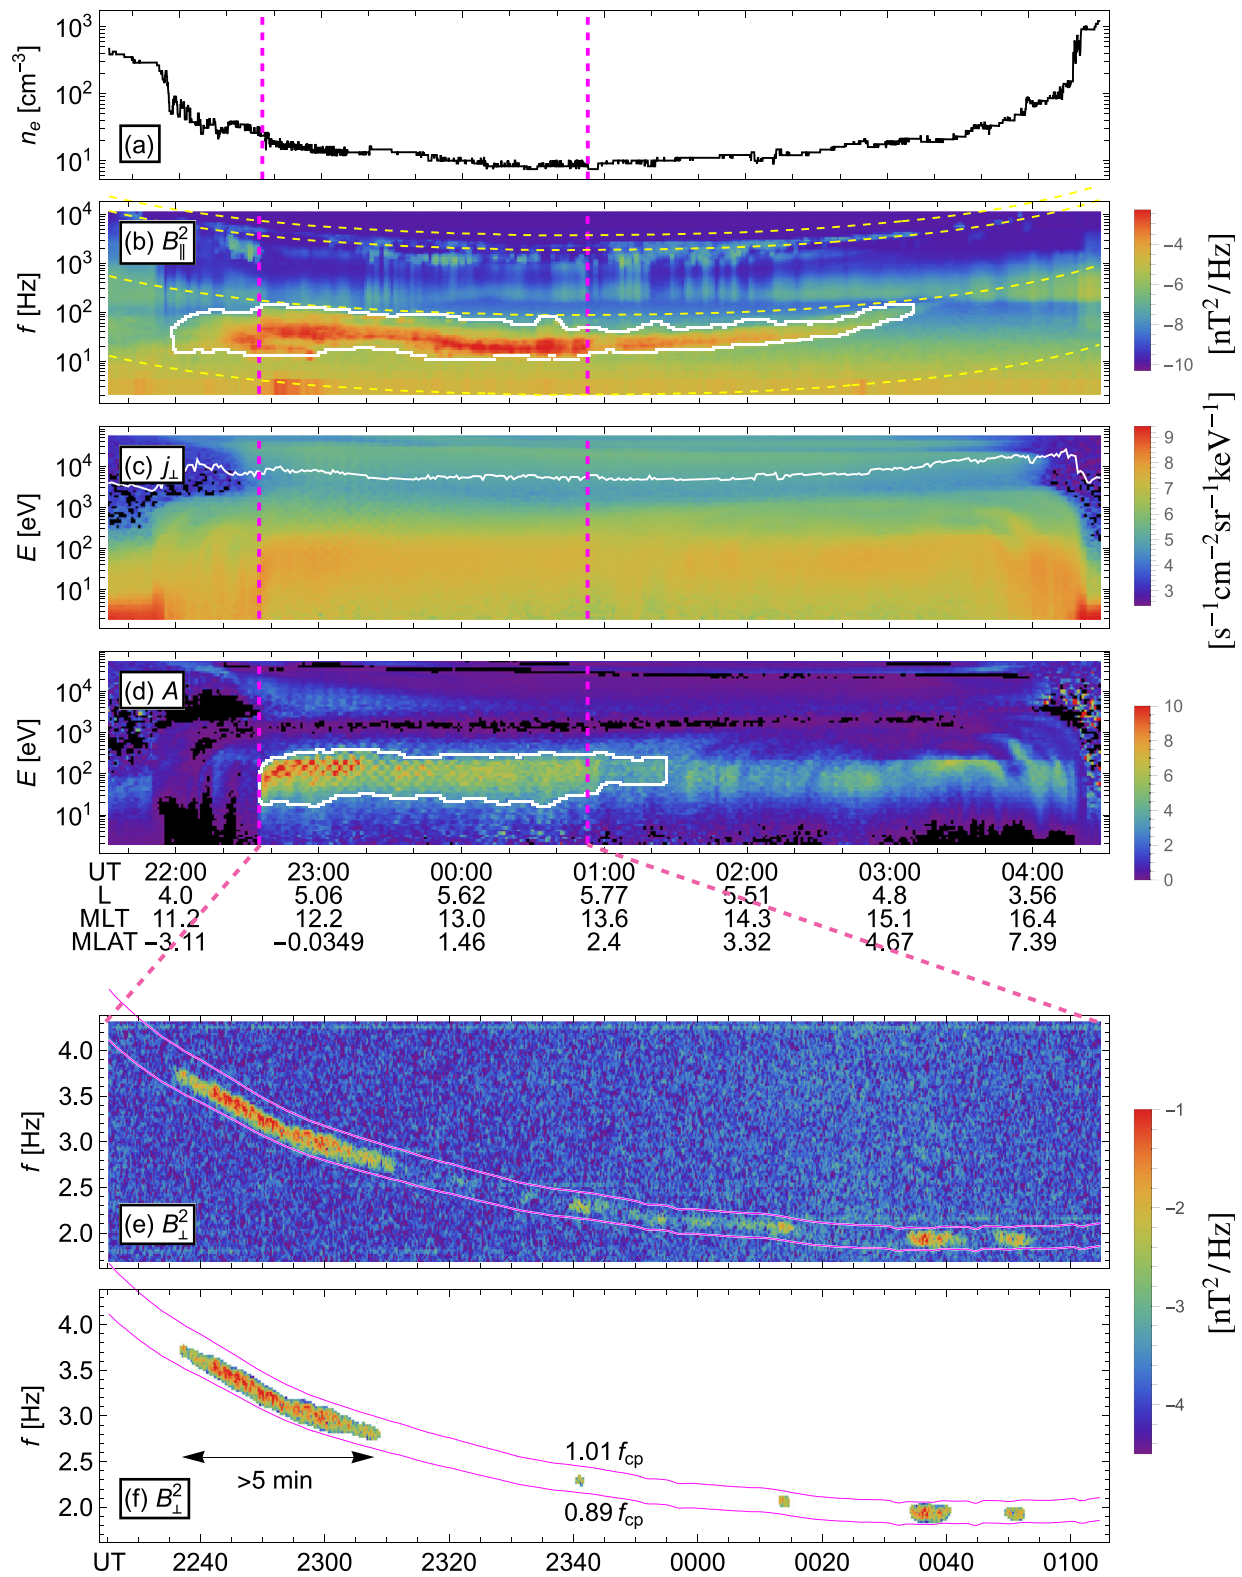 10³
10²
10¹
nₑ [cm⁻³]
(a)
10⁴
10³
10²
10¹
f [Hz]
(b) B∥²
−4
−6
−8
−10
[nT²/Hz]
10⁴
10³
10²
10¹
E [eV]
(c) j⊥
9
8
7
6
5
4
3
[s⁻¹cm⁻²sr⁻¹keV⁻¹]
10⁴
10³
10²
10¹
E [eV]
(d) A
10
8
6
4
2
0
UT 22:00 23:00 00:00 01:00 02:00 03:00 04:00
L 4.0 5.06 5.62 5.77 5.51 4.8 3.56
MLT 11.2 12.2 13.0 13.6 14.3 15.1 16.4
MLAT −3.11 −0.0349 1.46 2.4 3.32 4.67 7.39
4.0
3.5
3.0
2.5
2.0
f [Hz]
(e) B⊥²
−1
−2
−3
−4
[nT²/Hz]
4.0
3.5
3.0
2.5
2.0
f [Hz]
1.01 fcp
>5 min
0.89 fcp
(f) B⊥²
UT 2240 2300 2320 2340 0000 0020 0040 0100